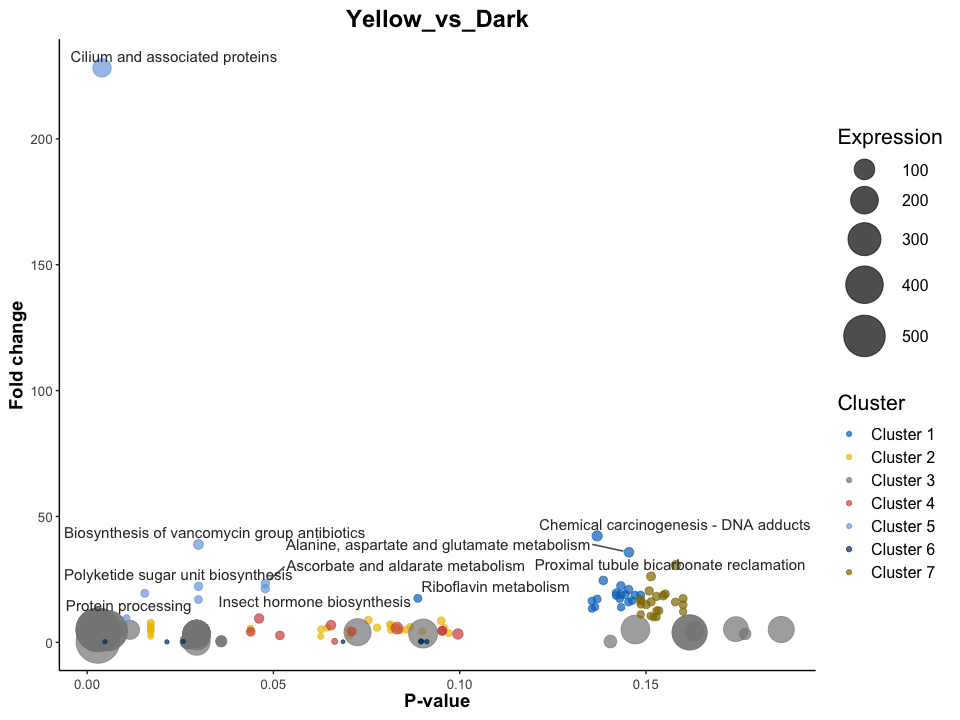 Yellow_vs_Dark
Cilium and associated proteins
200
150
100
50
0
Fold change
Biosynthesis of vancomycin group antibiotics
Chemical carcinogenesis - DNA adducts
Alanine, aspartate and glutamate metabolism
Ascorbate and aldarate metabolism
Proximal tubule bicarbonate reclamation
Polyketide sugar unit biosynthesis
Riboflavin metabolism
Protein processing
Insect hormone biosynthesis
0.00
0.05
0.10
0.15
P-value
Expression
100
200
300
400
500
Cluster
Cluster 1
Cluster 2
Cluster 3
Cluster 4
Cluster 5
Cluster 6
Cluster 7